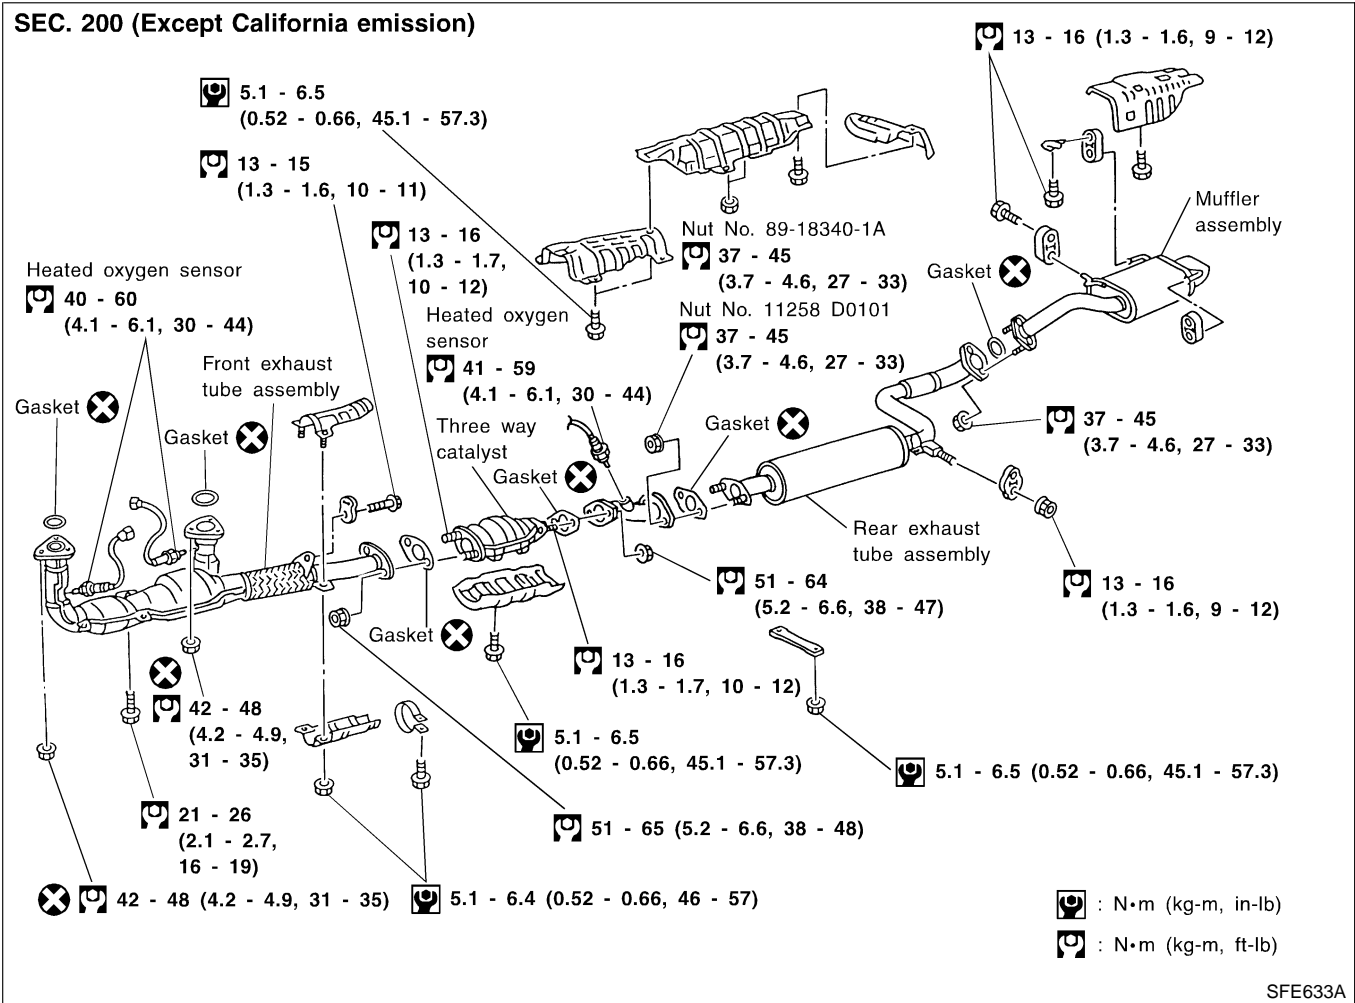 SEC. 200 (Except California emission)
13 - 16 (1.3 - 1.6, 9 - 12)
5.1 - 6.5
(0.52 - 0.66, 45.1 - 57.3)
13 - 15
(1.3 - 1.6, 10 - 11)
13 - 16
(1.3 - 1.7,
10 - 12)
Nut No. 89-18340-1A
37 - 45
(3.7 - 4.6, 27 - 33)
Nut No. 11258 D0101
37 - 45
(3.7 - 4.6, 27 - 33)
Muffler
assembly
Gasket
Heated oxygen sensor
40 - 60
(4.1 - 6.1, 30 - 44)
Heated oxygen
sensor
41 - 59
(4.1 - 6.1, 30 - 44)
Front exhaust
tube assembly
Gasket
Gasket
Three way
catalyst
Gasket
Gasket
37 - 45
(3.7 - 4.6, 27 - 33)
Rear exhaust
tube assembly
51 - 64
(5.2 - 6.6, 38 - 47)
13 - 16
(1.3 - 1.6, 9 - 12)
Gasket
13 - 16
(1.3 - 1.7, 10 - 12)
42 - 48
(4.2 - 4.9,
31 - 35)
5.1 - 6.5
(0.52 - 0.66, 45.1 - 57.3)
5.1 - 6.5 (0.52 - 0.66, 45.1 - 57.3)
21 - 26
(2.1 - 2.7,
16 - 19)
51 - 65 (5.2 - 6.6, 38 - 48)
42 - 48 (4.2 - 4.9, 31 - 35)
5.1 - 6.4 (0.52 - 0.66, 46 - 57)
: N•m (kg-m, in-lb)
: N•m (kg-m, ft-lb)
SFE633A